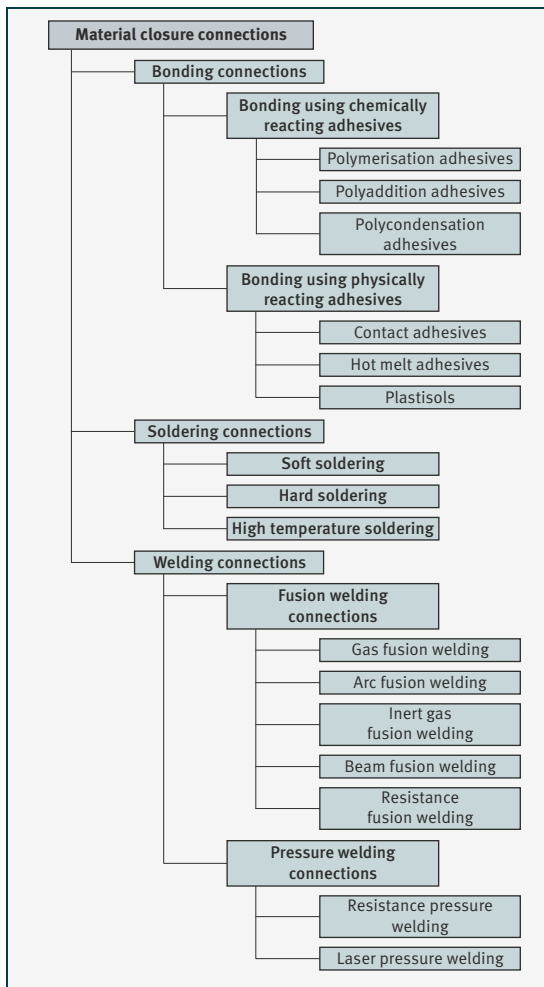 Material closure connections
Bonding connections
Bonding using chemically
reacting adhesives
Polymerisation adhesives
Polyaddition adhesives
Polycondensation
adhesives
Bonding using physically
reacting adhesives
Contact adhesives
Hot melt adhesives
Plastisols
Soldering connections
Soft soldering
Hard soldering
High temperature soldering
Welding connections
Fusion welding
connections
Gas fusion welding
Arc fusion welding
Inert gas
fusion welding
Beam fusion welding
Resistance
fusion welding
Pressure welding
connections
Resistance pressure
welding
Laser pressure welding